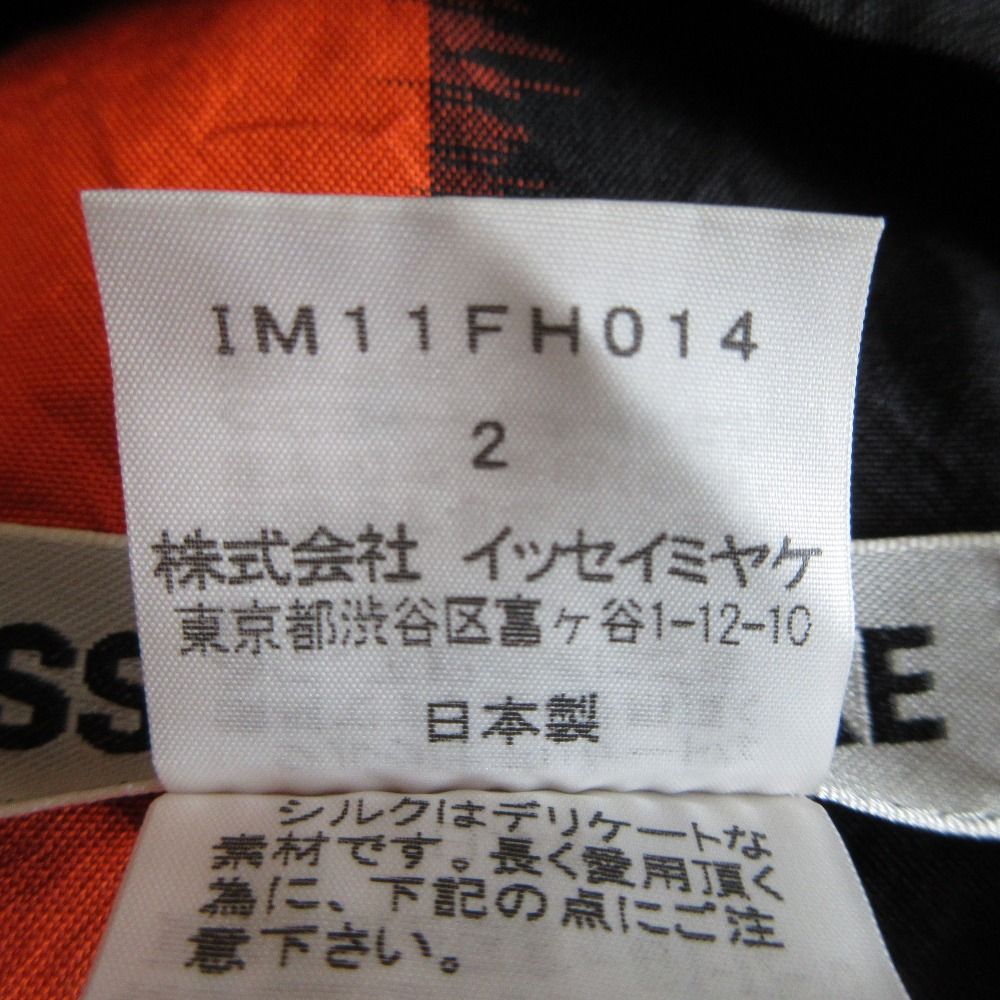 IM11FH014
2
株式会社 イッセイミヤケ
東京都渋谷区富ヶ谷1-12-10
日本製
SS KE
シルクはデリケートな
素材です。長く愛用頂く
為に、下記の点にご注
意下さい。